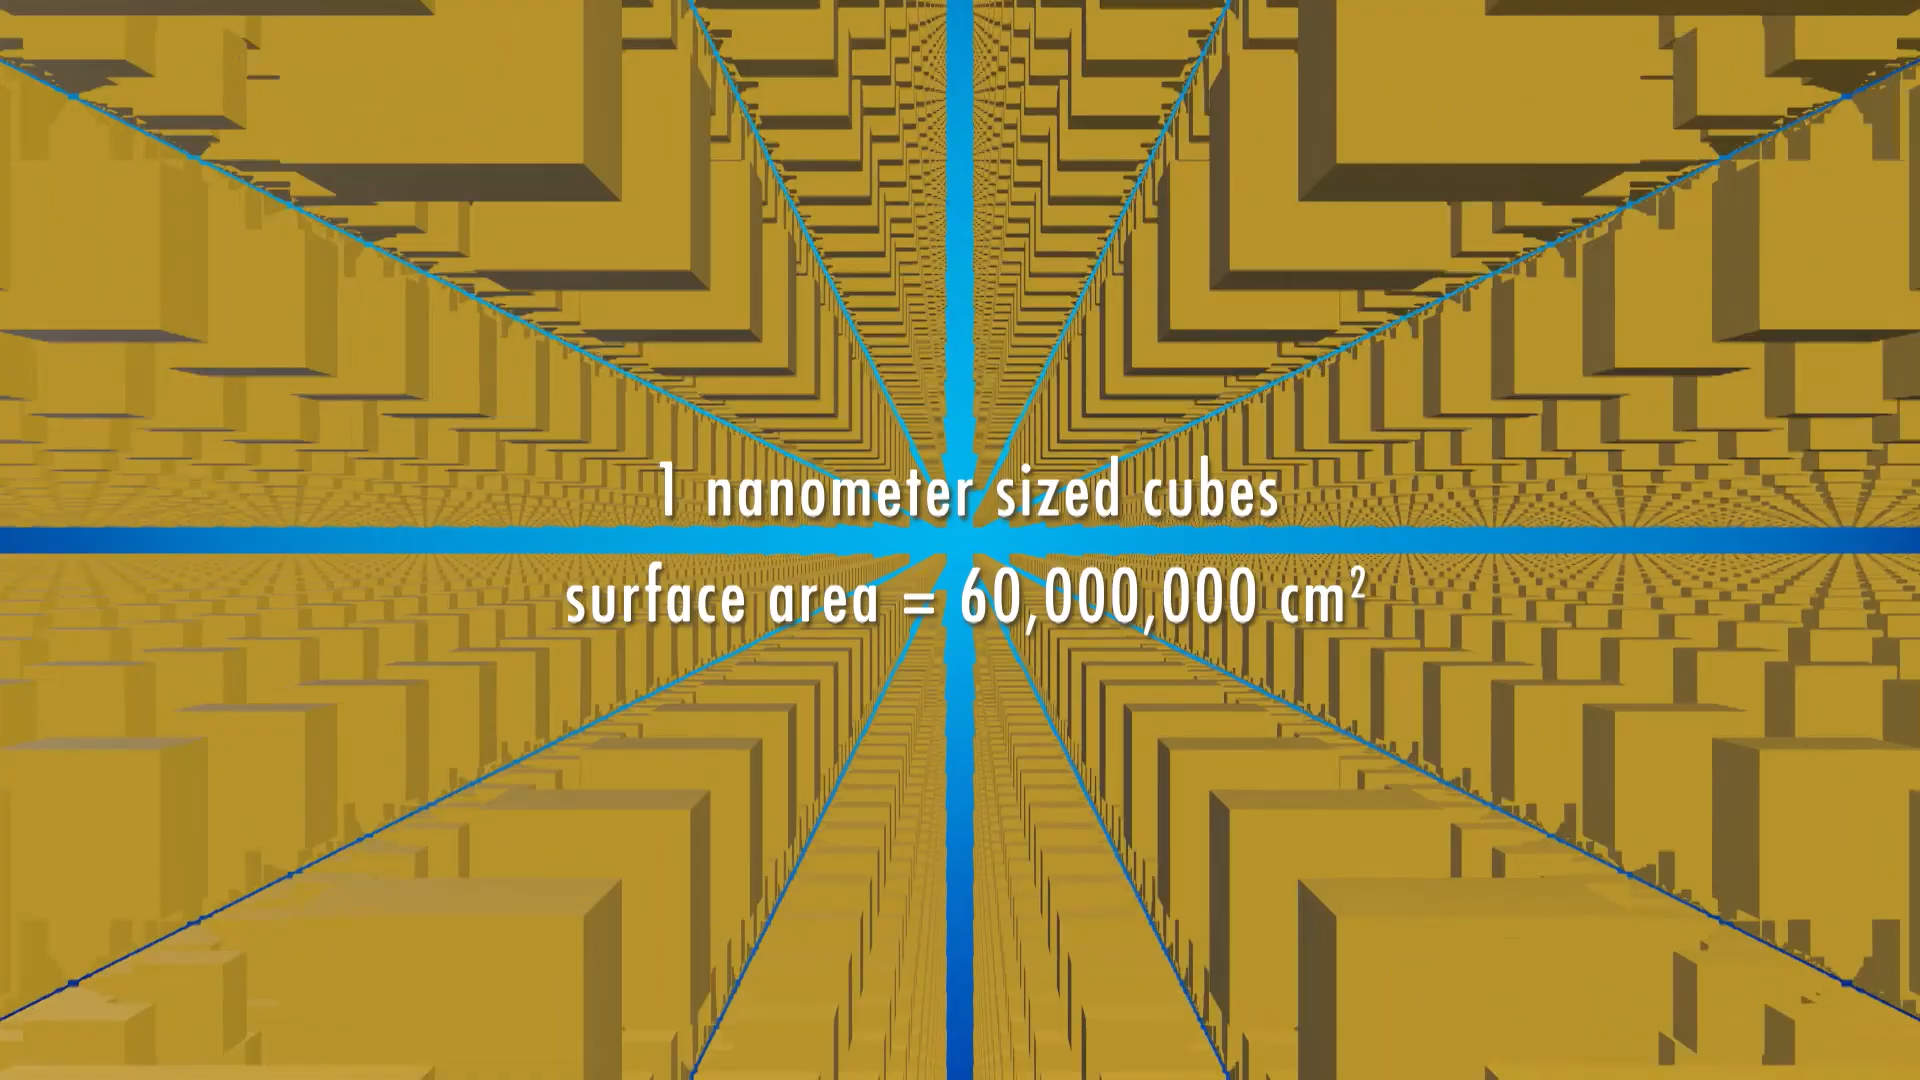 1 nanometer sized cubes
surface area = 60,000,000 cm²